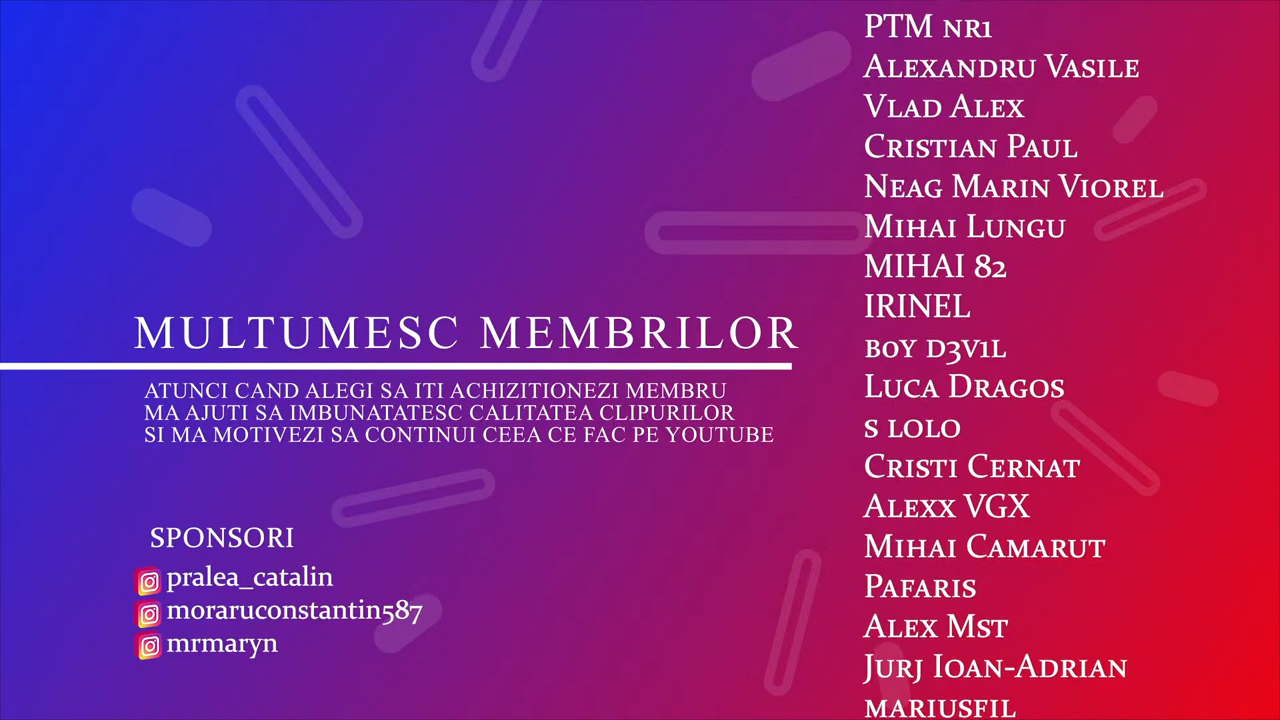 MULTUMESC MEMBRILOR
ATUNCI CAND ALEGI SA ITI ACHIZITIONEZI MEMBRU
MA AJUTI SA IMBUNATATESC CALITATEA CLIPURILOR
SI MA MOTIVEZI SA CONTINUI CEEA CE FAC PE YOUTUBE
SPONSORI
pralea_catalin
moraruconstantin587
mrmaryn
PTM NR1
Alexandru Vasile
Vlad Alex
Cristian Paul
Neag Marin Viorel
Mihai Lungu
MIHAI 82
IRINEL
B0Y D3V1L
Luca Dragos
s lolo
Cristi Cernat
Alexx VGX
Mihai Camarut
Pafaris
Alex Mst
Jurj Ioan-Adrian
MARIUSFIL